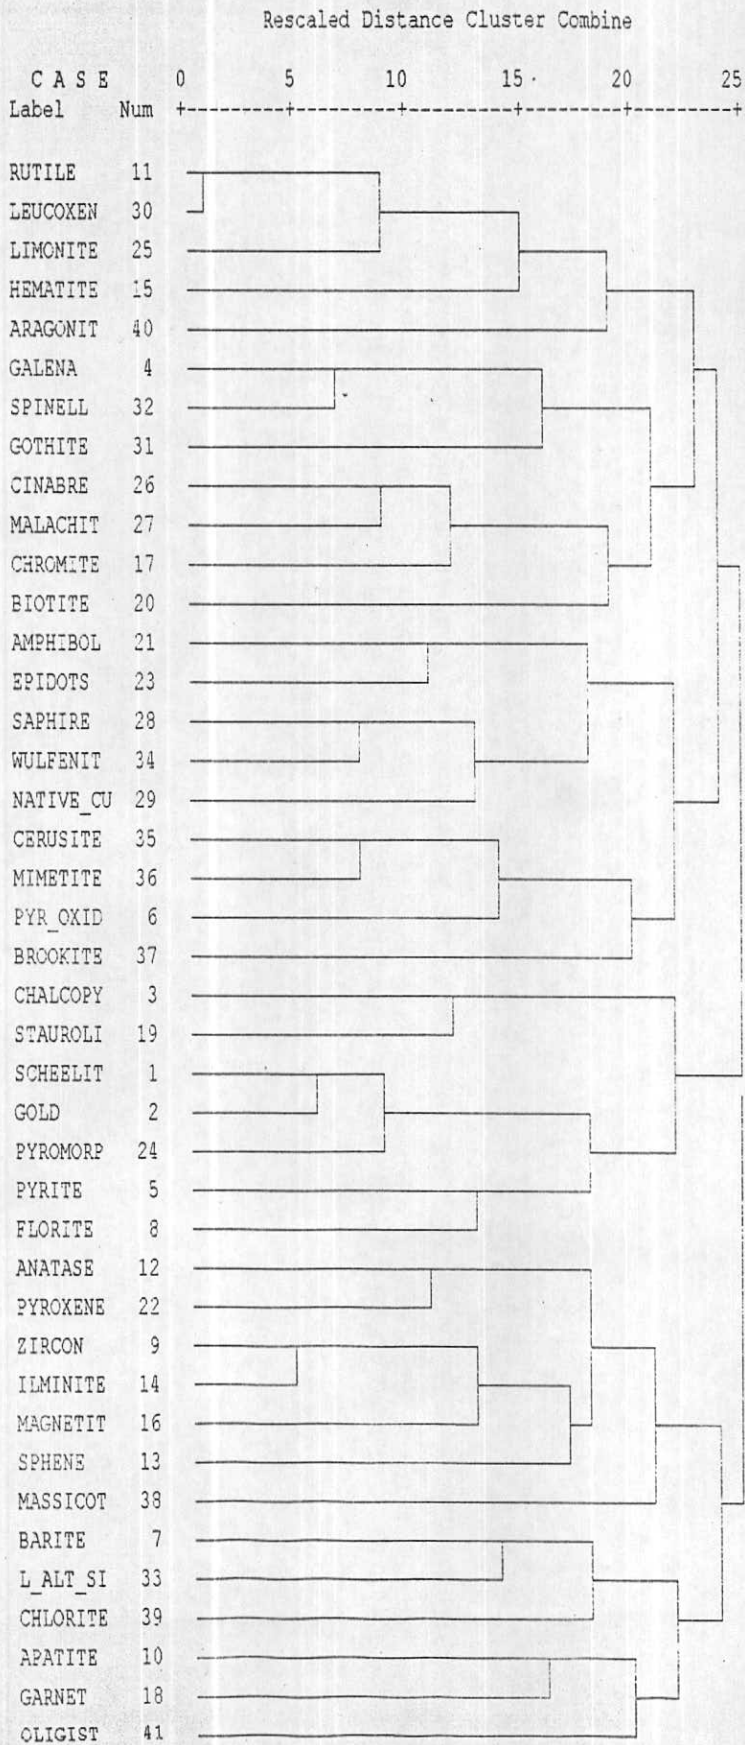 Rescaled Distance Cluster Combine
C A S E 0 5 10 15 20 25
Label Num
RUTILE 11
LEUCOXEN 30
LIMONITE 25
HEMATITE 15
ARAGONIT 40
GALENA 4
SPINELL 32
GOTHITE 31
CINABRE 26
MALACHIT 27
CHROMITE 17
BIOTITE 20
AMPHIBOL 21
EPIDOTS 23
SAPHIRE 28
WULFENIT 34
NATIVE_CU 29
CERUSITE 35
MIMETITE 36
PYR_OXID 6
BROOKITE 37
CHALCOPY 3
STAUROLI 19
SCHEELIT 1
GOLD 2
PYROMORP 24
PYRITE 5
FLORITE 8
ANATASE 12
PYROXENE 22
ZIRCON 9
ILMINITE 14
MAGNETIT 16
SPHENE 13
MASSICOT 38
BARITE 7
L_ALT_SI 33
CHLORITE 39
APATITE 10
GARNET 18
OLIGIST 41